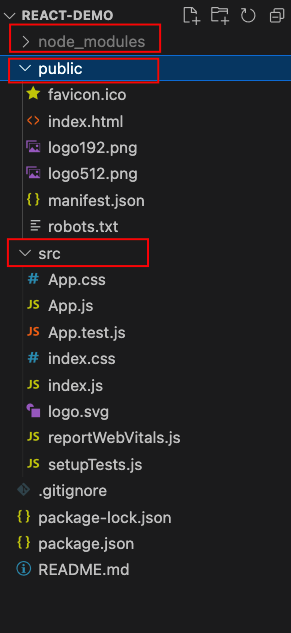 REACT-DEMO
node_modules
public
favicon.ico
index.html
logo192.png
logo512.png
{} manifest.json
robots.txt
src
# App.css
JS App.js
JS App.test.js
# index.css
JS index.js
logo.svg
JS reportWebVitals.js
JS setupTests.js
.gitignore
{} package-lock.json
{} package.json
README.md